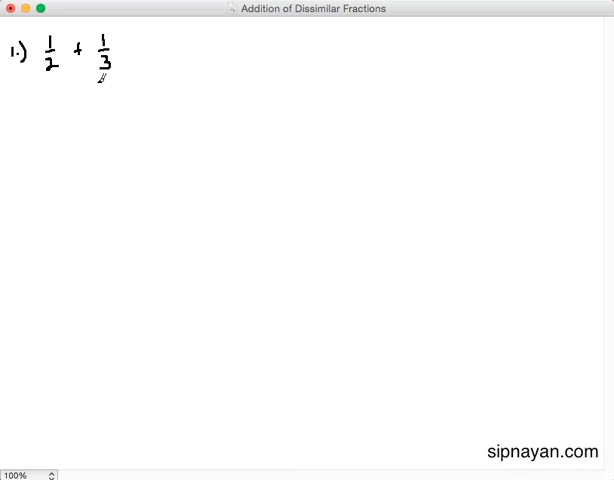 Addition of Dissimilar Fractions
1.) 1/2 + 1/3
sipnayan.com
100%